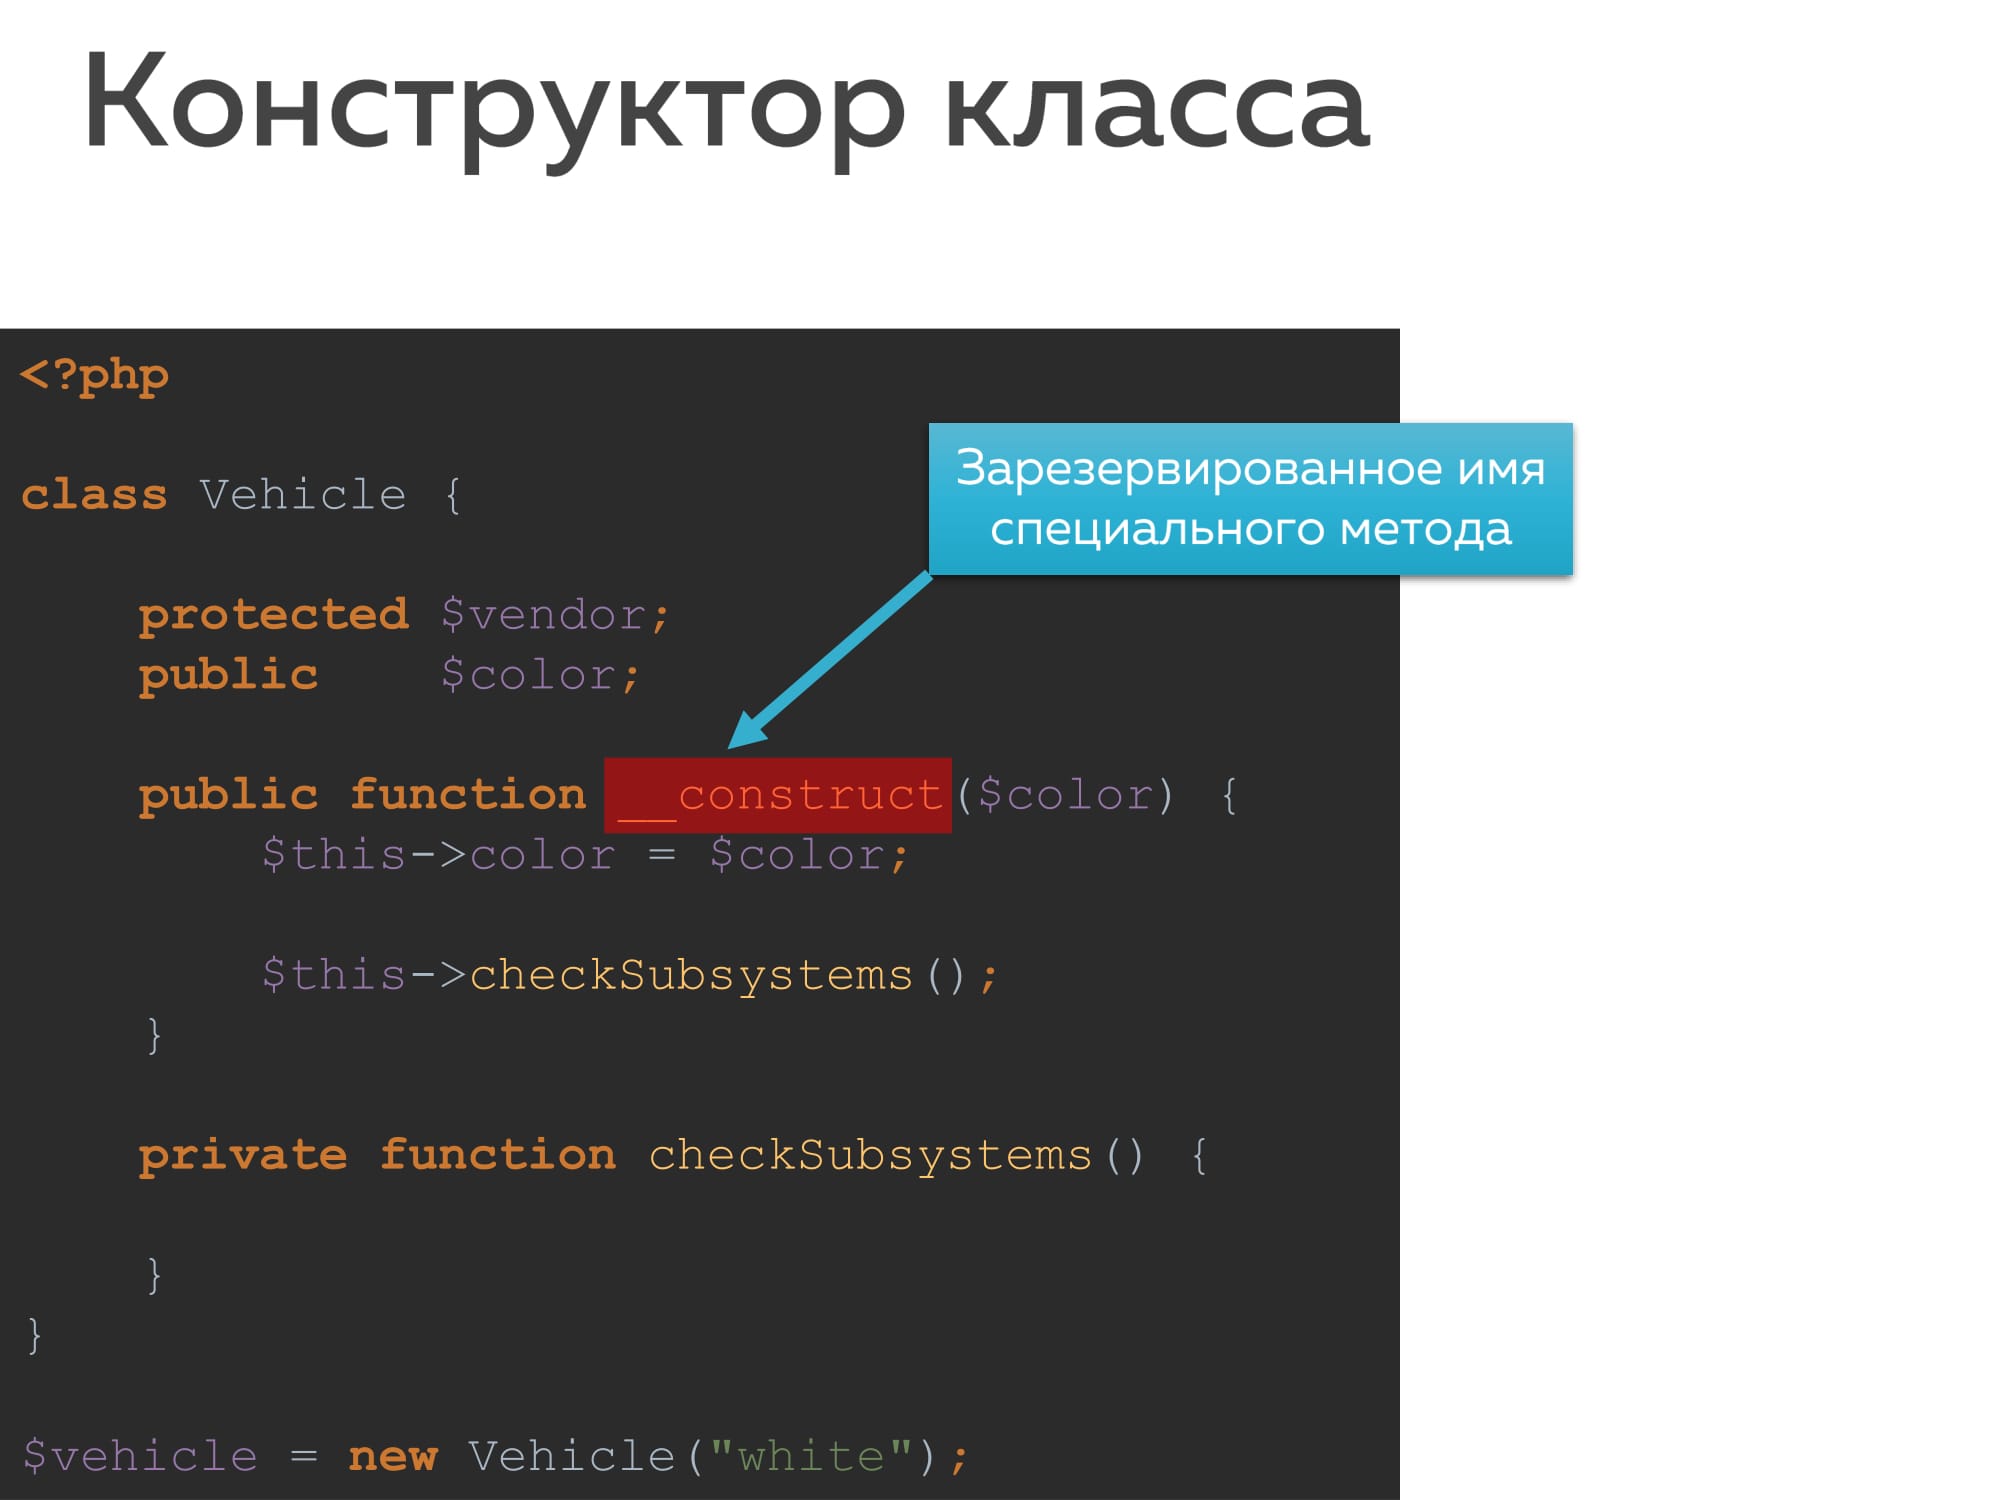 Конструктор класса
<?php
class Vehicle {
Зарезервированное имя
специального метода
protected $vendor;
public $color;
public function __construct($color) {
$this->color = $color;
$this->checkSubsystems();
}
private function checkSubsystems() {
}
}
$vehicle = new Vehicle("white");